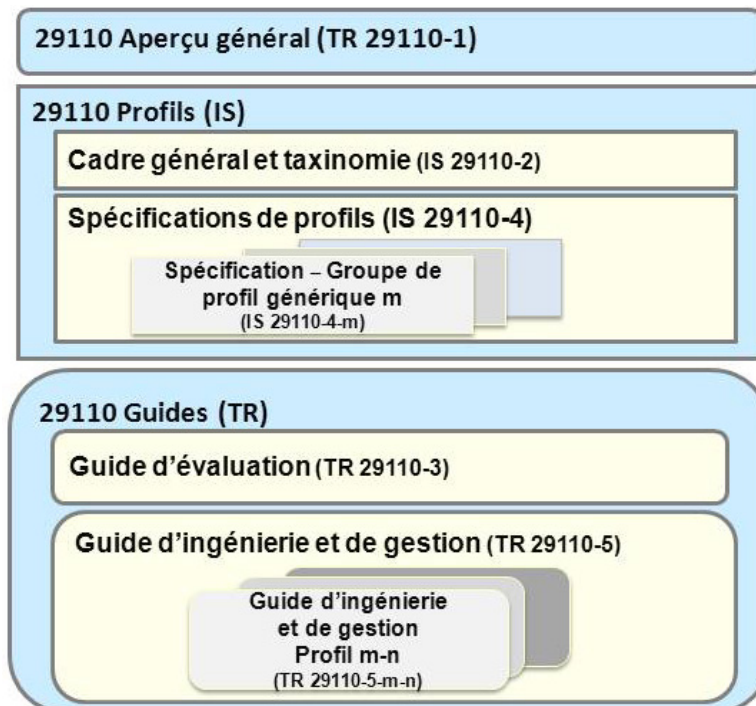 29110 Aperçu général (TR 29110-1)
29110 Profils (IS)
Cadre général et taxinomie (IS 29110-2)
Spécifications de profils (IS 29110-4)
Spécification – Groupe de
profil générique m
(IS 29110-4-m)
29110 Guides (TR)
Guide d'évaluation (TR 29110-3)
Guide d'ingénierie et de gestion (TR 29110-5)
Guide d'ingénierie
et de gestion
Profil m-n
(TR 29110-5-m-n)